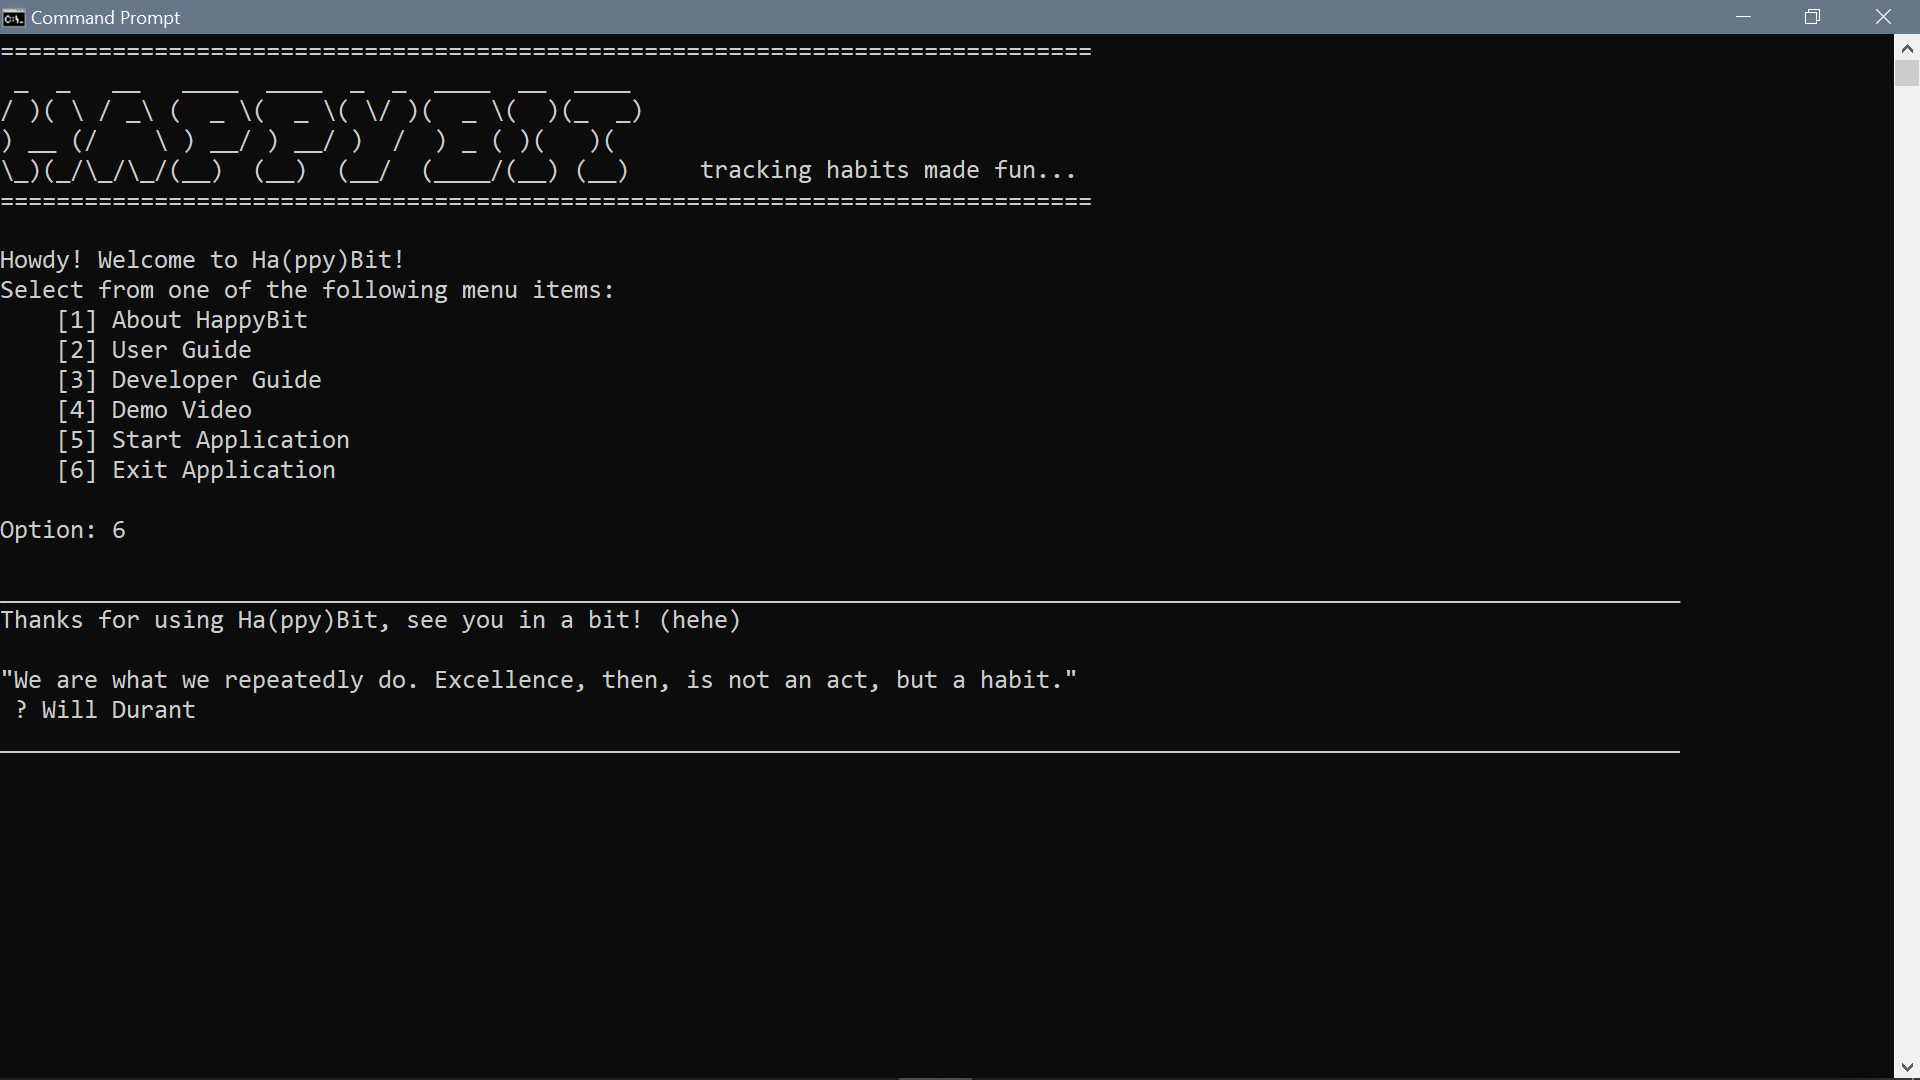 Command Prompt
==============================================================================
 _  _   __   ____  ____  _  _  ____  __  ____
/ )( \ / _\ (  _ \(  _ \( \/ )(  _ \(  )(_  _)
) __ (/    \ ) __/ ) __/ )  /  ) _ ( )(   )(
\_)(_/\_/\_/(__)  (__)  (__/  (____/(__) (__)     tracking habits made fun...
==============================================================================
Howdy! Welcome to Ha(ppy)Bit!
Select from one of the following menu items:
    [1] About HappyBit
    [2] User Guide
    [3] Developer Guide
    [4] Demo Video
    [5] Start Application
    [6] Exit Application
Option: 6
Thanks for using Ha(ppy)Bit, see you in a bit! (hehe)
"We are what we repeatedly do. Excellence, then, is not an act, but a habit."
 ? Will Durant